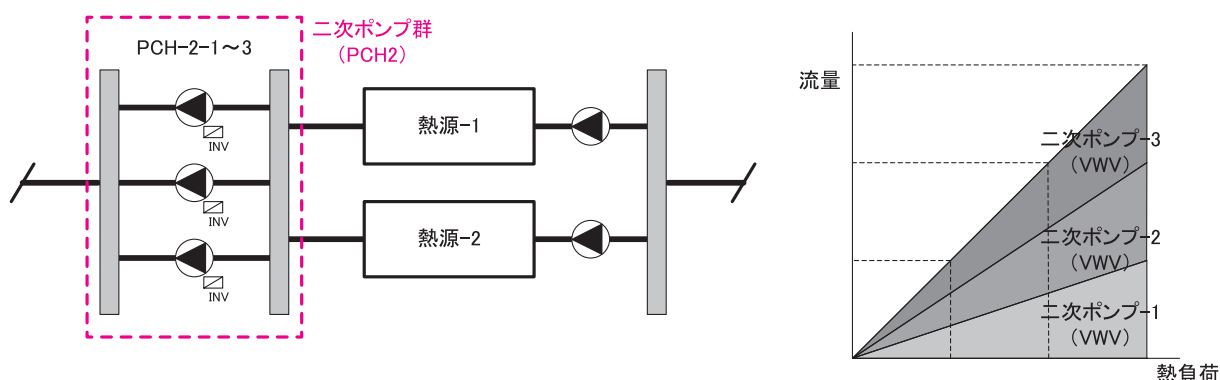 PCH-2-1～3
二次ポンプ群
（PCH2）
INV
INV
INV
熱源-1
熱源-2
流量
二次ポンプ-3
（VWV）
二次ポンプ-2
（VWV）
二次ポンプ-1
（VWV）
熱負荷